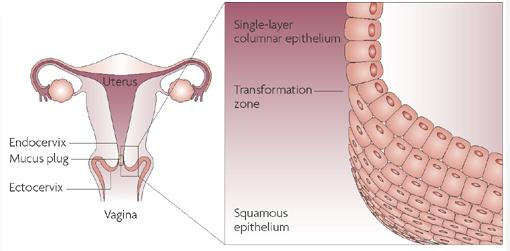 Uterus
Endocervix
Mucus plug
Ectocervix
Vagina
Single-layer
columnar epithelium
Transformation
zone
Squamous
epithelium